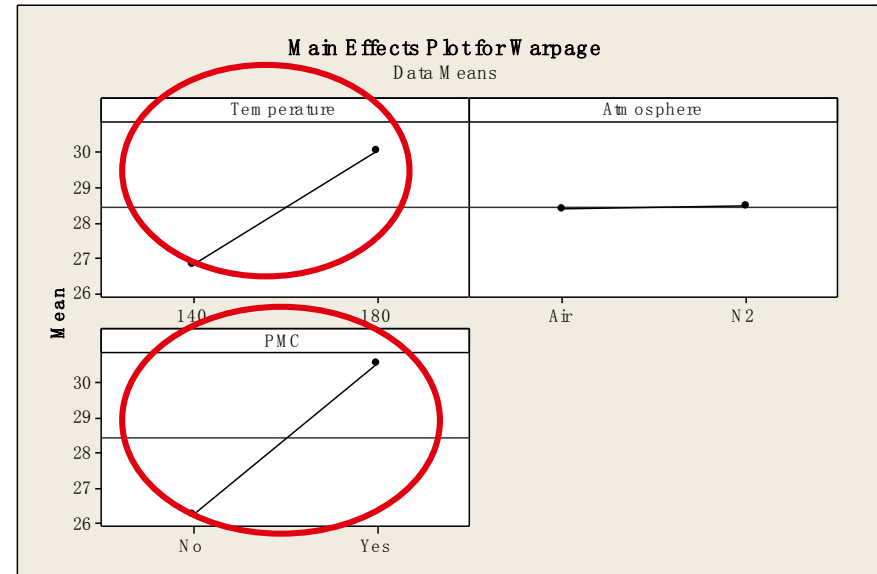 Main Effects Plot for Warpage
Data Means
Temperature
Atmosphere
30
29
28
27
26
140
180
Air
N2
Mean
PMC
30
29
28
27
26
No
Yes